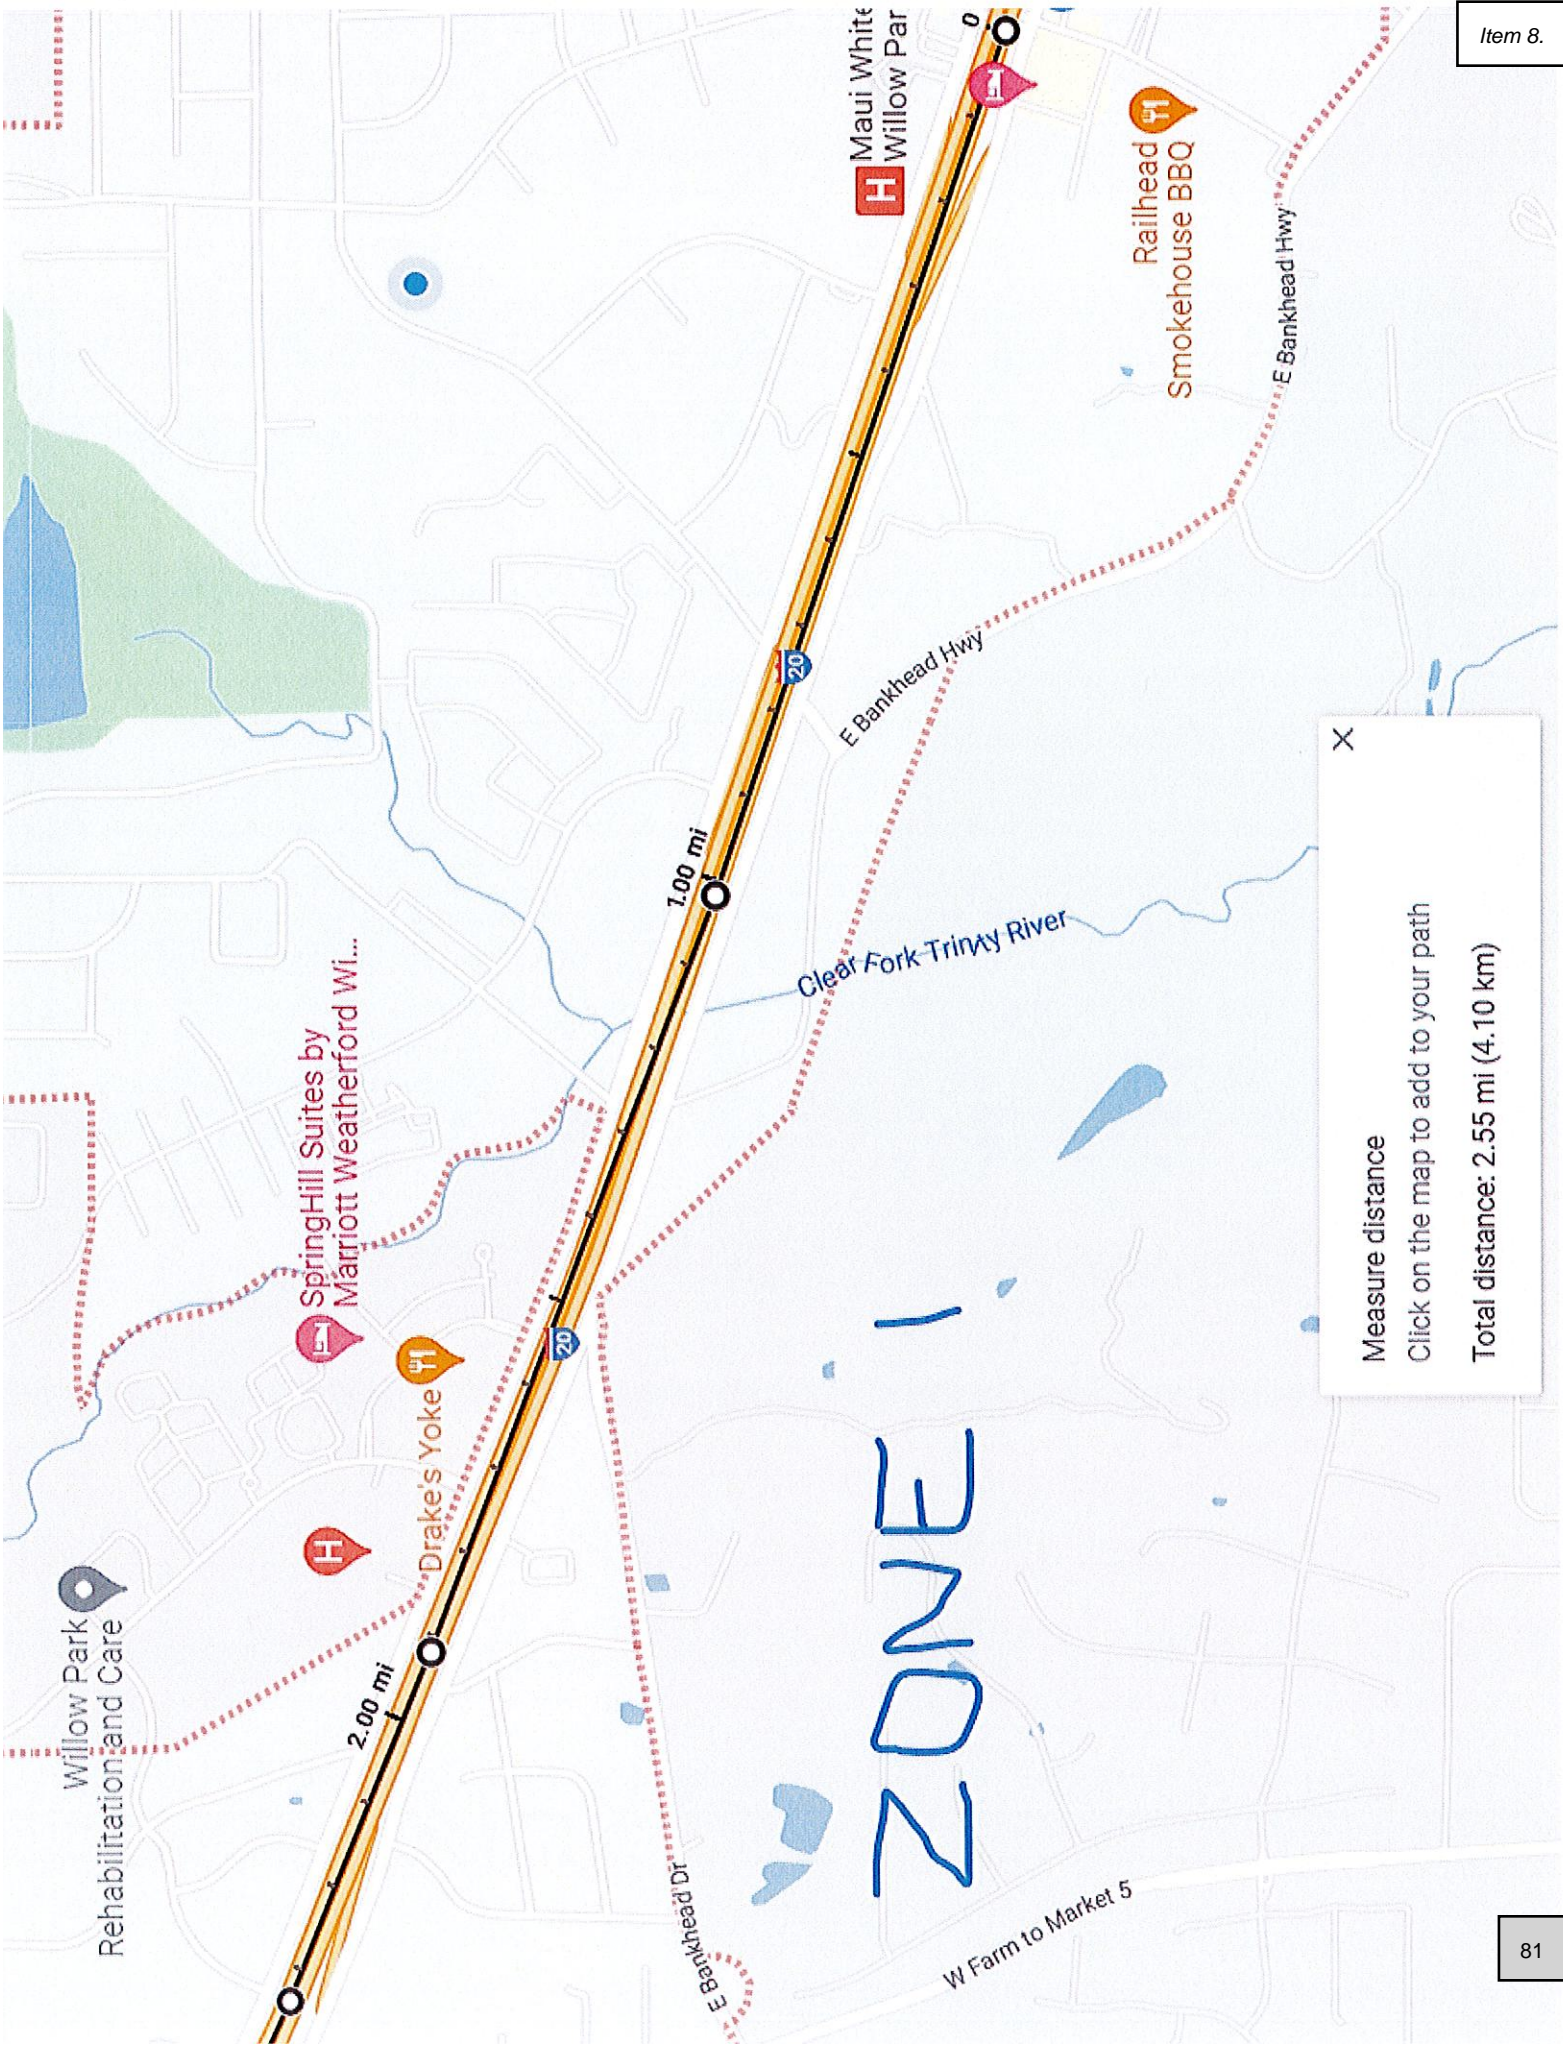 Item 8.
0
Maui White
Willow Par
H
Railhead
Smokehouse BBQ
E Bankhead Hwy
20
E Bankhead Hwy
1.00 mi
Clear Fork Trinity River
SpringHill Suites by
Marriott Weatherford Wi...
20
Drake's Yoke
H
Willow Park
Rehabilitation and Care
2.00 mi
E Bankhead Dr
W Farm to Market 5
ZONE 1
Measure distance
Click on the map to add to your path
Total distance: 2.55 mi (4.10 km)
81